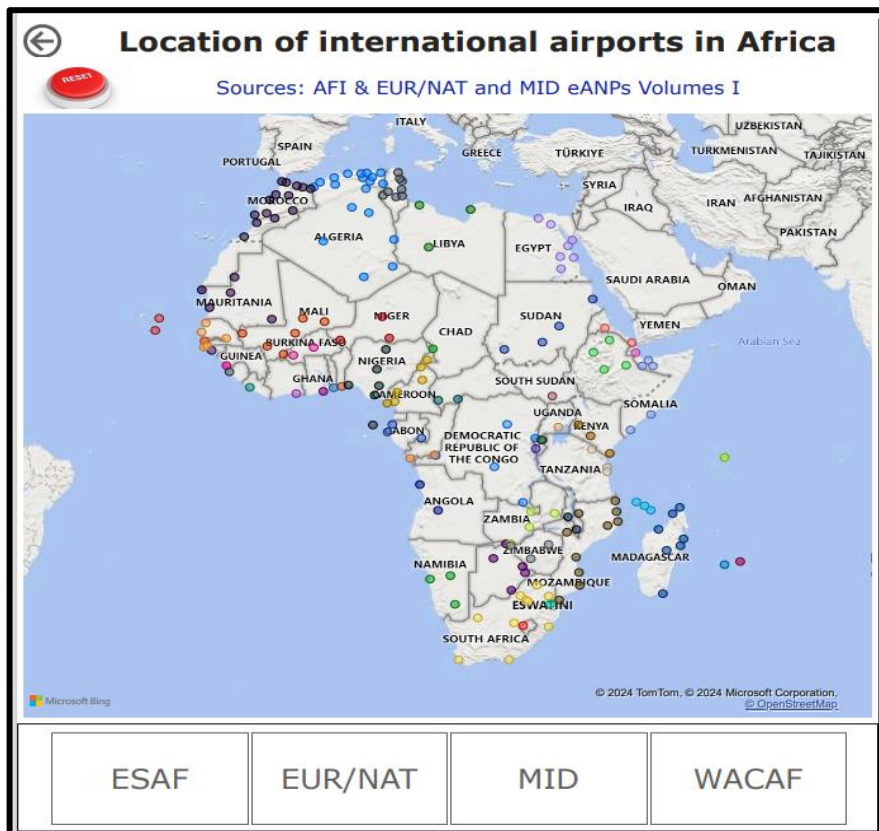 Location of international airports in Africa
RESET
Sources: AFI & EUR/NAT and MID eANPs Volumes I
ITALY
UZBEKISTAN
SPAIN
GREECE
TÜRKIYE
TURKMENISTAN
TAJIKISTAN
PORTUGAL
SYRIA
MOROCCO
IRAQ
IRAN
AFGHANISTAN
PAKISTAN
ALGERIA
LIBYA
EGYPT
SAUDI ARABIA
OMAN
MAURITANIA
MALI
NIGER
SUDAN
YEMEN
CHAD
Arabian Sea
BURKINA FASO
GUINEA
NIGERIA
GHANA
SOUTH SUDAN
CAMEROON
SOMALIA
UGANDA
KENYA
GABON
DEMOCRATIC
REPUBLIC OF
THE CONGO
TANZANIA
ANGOLA
ZAMBIA
ZIMBABWE
MADAGASCAR
NAMIBIA
MOZAMBIQUE
ESWATINI
SOUTH AFRICA
Microsoft Bing
© 2024 TomTom, © 2024 Microsoft Corporation,
© OpenStreetMap
ESAF EUR/NAT MID WACAF